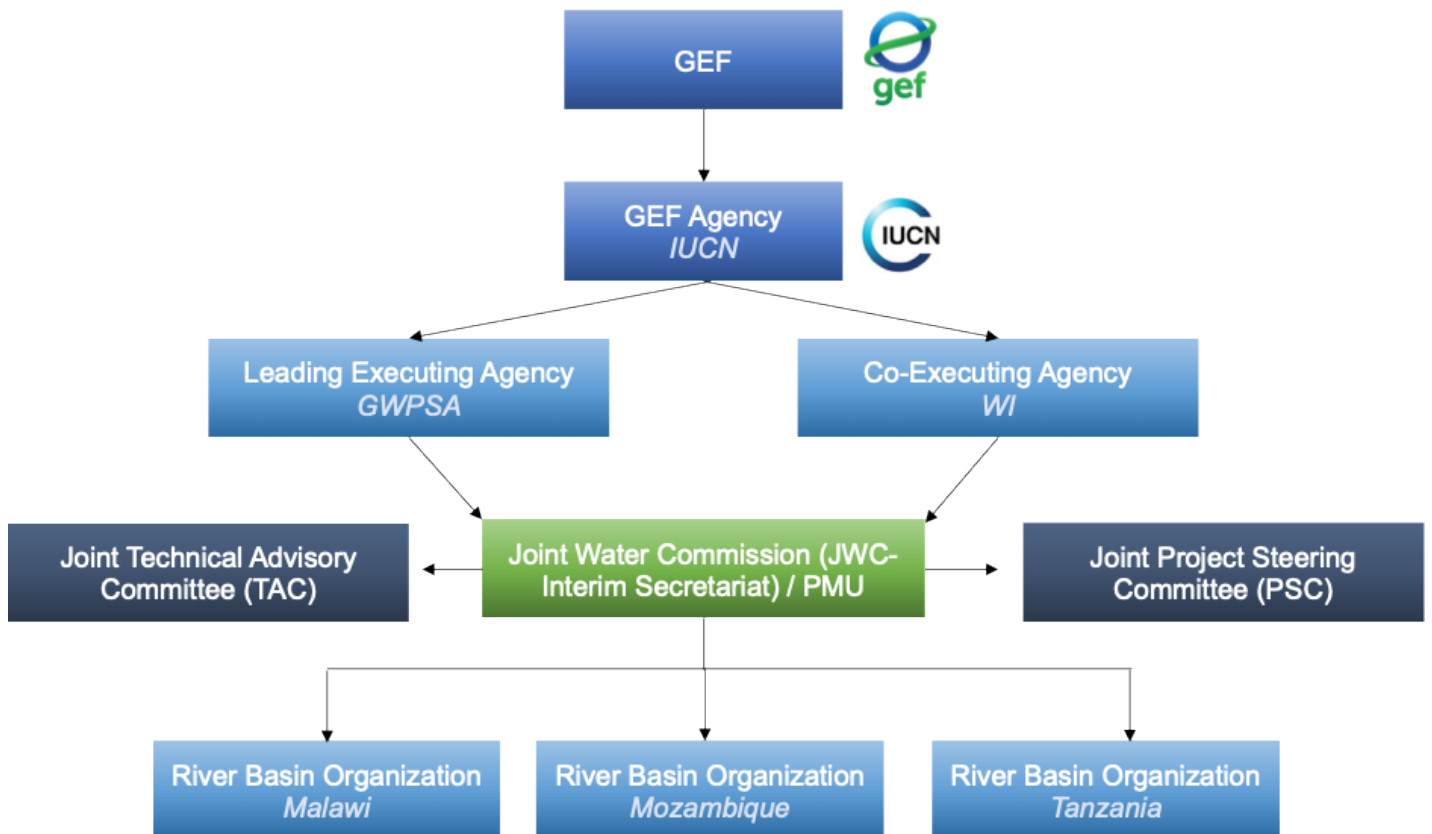 GEF
gef
GEF Agency
IUCN
IUCN
Leading Executing Agency
GWPSA
Co-Executing Agency
WI
Joint Technical Advisory
Committee (TAC)
Joint Water Commission (JWC-
Interim Secretariat) / PMU
Joint Project Steering
Committee (PSC)
River Basin Organization
Malawi
River Basin Organization
Mozambique
River Basin Organization
Tanzania